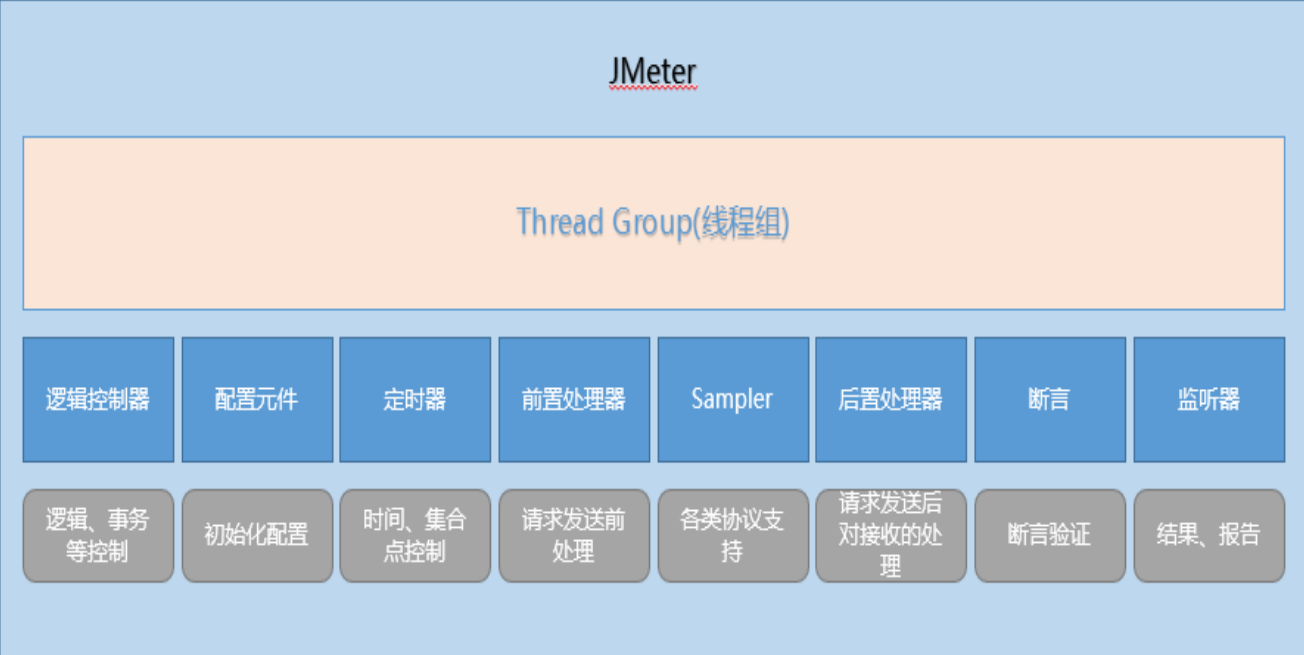 JMeter
Thread Group(线程组)
逻辑控制器
配置元件
定时器
前置处理器
Sampler
后置处理器
断言
监听器
逻辑、事务
等控制
初始化配置
时间、集合
点控制
请求发送前
处理
各类协议支
持
请求发送后
对接收的处
理
断言验证
结果、报告